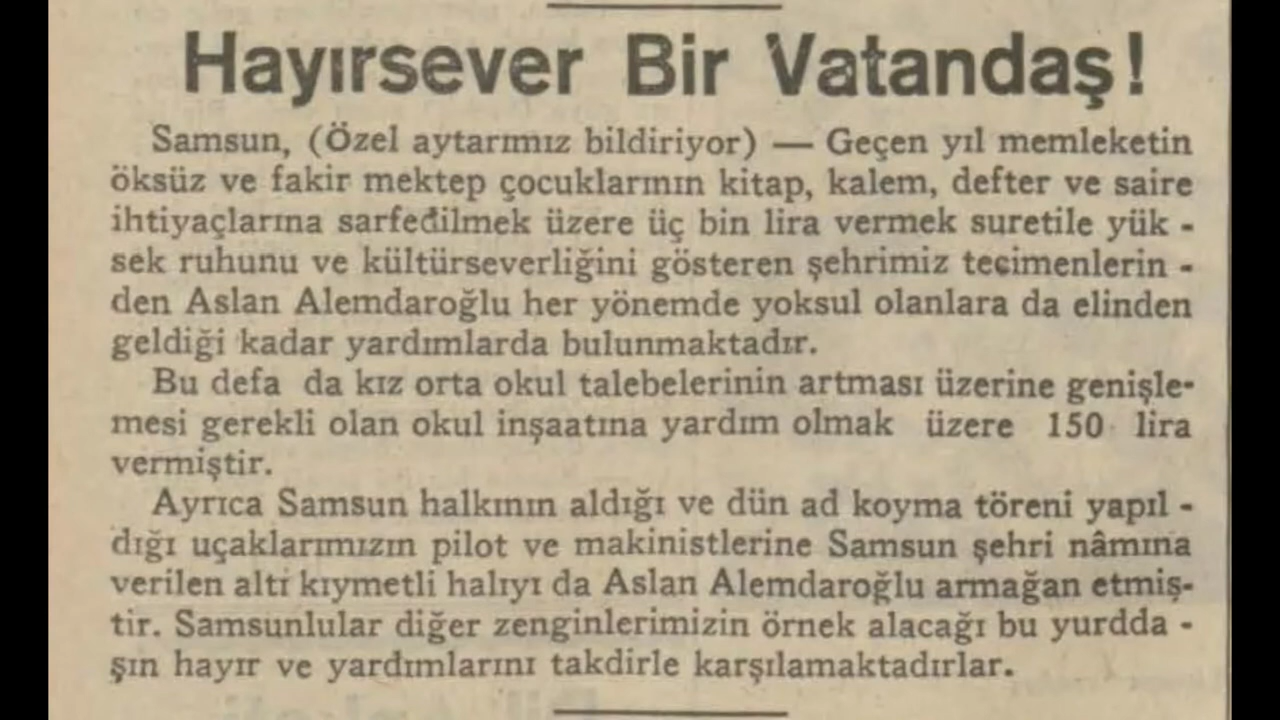 Hayırsever Bir Vatandaş!
Samsun, (Özel aytarımız bildiriyor) — Geçen yıl memleketin
öksüz ve fakir mektep çocuklarının kitap, kalem, defter ve saire
ihtiyaçlarına sarfedilmek üzere üç bin lira vermek suretile yük -
sek ruhunu ve kültürseverliğini gösteren şehrimiz tecimenlerin -
den Aslan Alemdaroğlu her yönemde yoksul olanlara da elinden
geldiği kadar yardımlarda bulunmaktadır.
Bu defa da kız orta okul talebelerinin artması üzerine genişle-
mesi gerekli olan okul inşaatına yardım olmak üzere 150 lira
vermiştir.
Ayrıca Samsun halkının aldığı ve dün ad koyma töreni yapıl -
dığı uçaklarımızın pilot ve makinistlerine Samsun şehri nâmına
verilen alti kıymetli halıyı da Aslan Alemdaroğlu armağan etmiş-
tir. Samsunlular diğer zenginlerimizin örnek alacağı bu yurdda -
şın hayır ve yardımlarını takdirle karşılamaktadırlar.